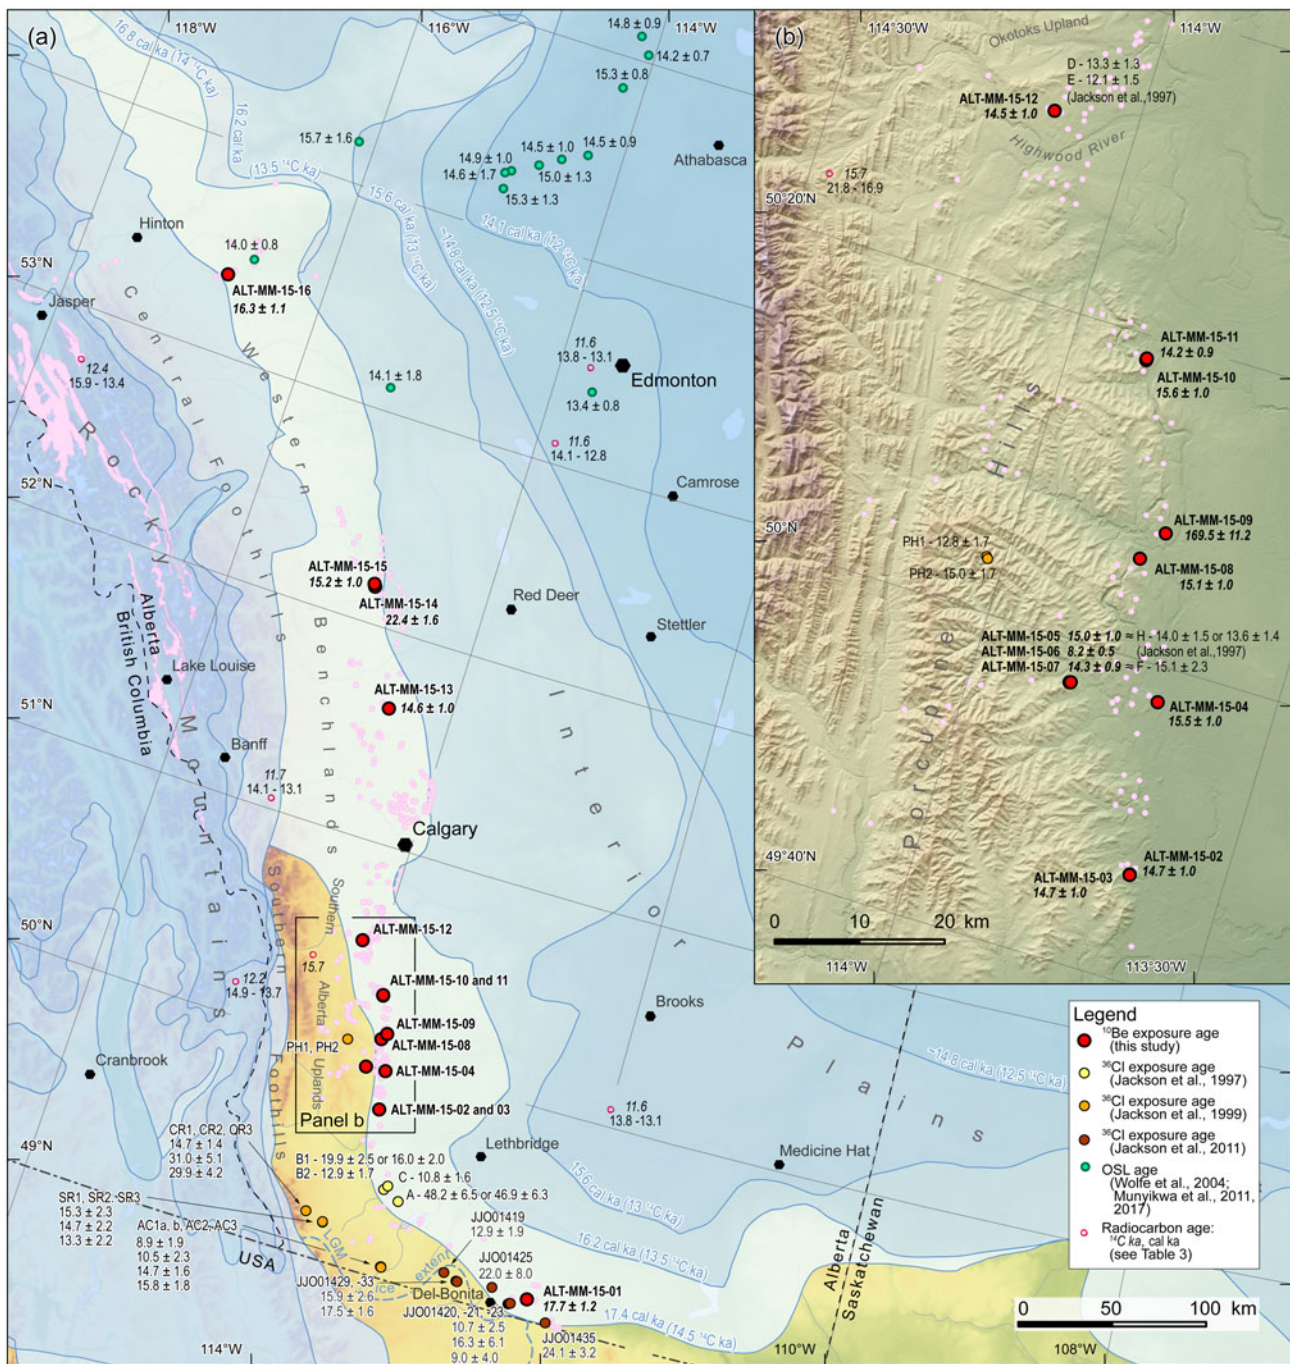 (a)
118°W
116°W
114°W
16.8 cal ka (14 ¹⁴C ka)
16.2 cal ka
(13.5 ¹⁴C ka)
15.6 cal ka
(13 ¹⁴C ka)
~14.8 cal ka (12.5 ¹⁴C ka)
14.1 cal ka (12 ¹⁴C ka)
14.8 ± 0.9
14.2 ± 0.7
15.3 ± 0.8
15.7 ± 1.6
14.5 ± 1.0
14.5 ± 0.9
14.9 ± 1.0
14.6 ± 1.7
15.0 ± 1.3
15.3 ± 1.3
Athabasca
Hinton
14.0 ± 0.8
53°N
ALT-MM-15-16
16.3 ± 1.1
Jasper
12.4
15.9 - 13.4
14.1 ± 1.8
11.6
13.8 - 13.1
Edmonton
13.4 ± 0.8
11.6
14.1 - 12.8
Camrose
52°N
Rocky Mountains
Central Foothills
Western Benchlands
Interior Plains
ALT-MM-15-15
15.2 ± 1.0
ALT-MM-15-14
22.4 ± 1.6
Red Deer
Stettler
Alberta
British Columbia
Lake Louise
ALT-MM-15-13
14.6 ± 1.0
51°N
Banff
11.7
14.1 - 13.1
Calgary
Southern Foothills
Southern Alberta Uplands
50°N
ALT-MM-15-12
15.7
12.2
14.9 - 13.7
ALT-MM-15-10 and 11
ALT-MM-15-09
PH1, PH2
ALT-MM-15-08
ALT-MM-15-04
ALT-MM-15-02 and 03
Panel b
Brooks
Cranbrook
11.6
13.8 -13.1
~14.8 cal ka (12.5 ¹⁴C ka)
Lethbridge
Medicine Hat
49°N
CR1, CR2, QR3
14.7 ± 1.4
31.0 ± 5.1
29.9 ± 4.2
B1 - 19.9 ± 2.5 or 16.0 ± 2.0
B2 - 12.9 ± 1.7
C - 10.8 ± 1.6
A - 48.2 ± 6.5 or 46.9 ± 6.3
SR1, SR2, SR3
15.3 ± 2.3
14.7 ± 2.2
13.3 ± 2.2
AC1a, b, AC2, AC3
8.9 ± 1.9
10.5 ± 2.3
14.7 ± 1.6
15.8 ± 1.8
USA
LGM ice extent
JJO01419
12.9 ± 1.9
JJO01425
22.0 ± 8.0
JJO01429, -33
15.9 ± 2.6
17.5 ± 1.6
Del Bonita
JJO01420, -21, -23
10.7 ± 2.5
16.3 ± 6.1
9.0 ± 4.0
ALT-MM-15-01
17.7 ± 1.2
JJO01435
24.1 ± 3.2
15.6 cal ka (13 ¹⁴C ka)
16.2 cal ka (13.5 ¹⁴C ka)
17.4 cal ka (14.5 ¹⁴C ka)
Alberta
Saskatchewan
114°W
110°W
108°W
(b)
114°30'W
114°W
Okotoks Upland
D - 13.3 ± 1.3
E - 12.1 ± 1.5
(Jackson et al.,1997)
ALT-MM-15-12
14.5 ± 1.0
Highwood River
15.7
21.8 - 16.9
50°20'N
ALT-MM-15-11
14.2 ± 0.9
ALT-MM-15-10
15.6 ± 1.0
Porcupine Hills
50°N
ALT-MM-15-09
169.5 ± 11.2
PH1 - 12.8 ± 1.7
PH2 - 15.0 ± 1.7
ALT-MM-15-08
15.1 ± 1.0
ALT-MM-15-05 15.0 ± 1.0 ≈ H - 14.0 ± 1.5 or 13.6 ± 1.4
ALT-MM-15-06 8.2 ± 0.5 (Jackson et al.,1997)
ALT-MM-15-07 14.3 ± 0.9 ≈ F - 15.1 ± 2.3
ALT-MM-15-04
15.5 ± 1.0
49°40'N
ALT-MM-15-02
14.7 ± 1.0
ALT-MM-15-03
14.7 ± 1.0
0 10 20 km
114°W
113°30'W
Legend
¹⁰Be exposure age
(this study)
³⁶Cl exposure age
(Jackson et al., 1997)
³⁶Cl exposure age
(Jackson et al., 1999)
³⁶Cl exposure age
(Jackson et al., 2011)
OSL age
(Wolfe et al., 2004;
Munyikwa et al., 2011,
2017)
Radiocarbon age:
¹⁴C ka, cal ka
(see Table 3)
0 50 100 km